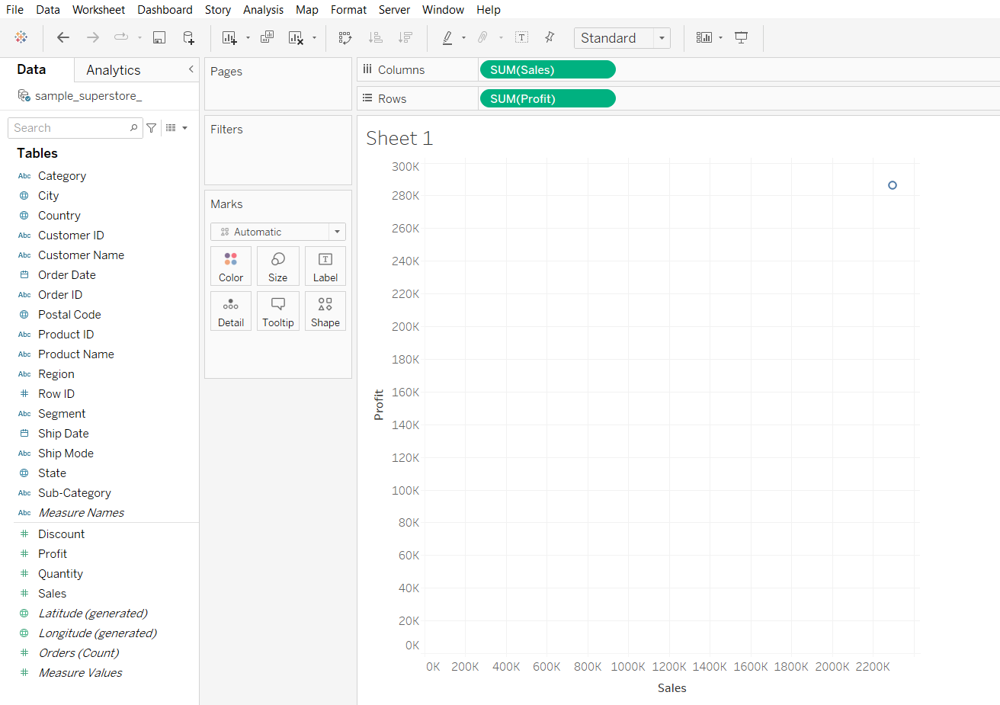 File Data Worksheet Dashboard Story Analysis Map Format Server Window Help
Standard
Data Analytics
sample_superstore_
Search
Tables
Abc Category
City
Country
Abc Customer ID
Abc Customer Name
Order Date
Abc Order ID
Postal Code
Abc Product ID
Abc Product Name
Abc Region
# Row ID
Abc Segment
Ship Date
Abc Ship Mode
State
Abc Sub-Category
Abc Measure Names
# Discount
# Profit
# Quantity
# Sales
Latitude (generated)
Longitude (generated)
# Orders (Count)
# Measure Values
Pages
Filters
Marks
Automatic
Color Size Label
Detail Tooltip Shape
Columns SUM(Sales)
Rows SUM(Profit)
Sheet 1
300K
280K
260K
240K
220K
200K
180K
160K
140K
120K
100K
80K
60K
40K
20K
0K
Profit
0K 200K 400K 600K 800K 1000K 1200K 1400K 1600K 1800K 2000K 2200K
Sales